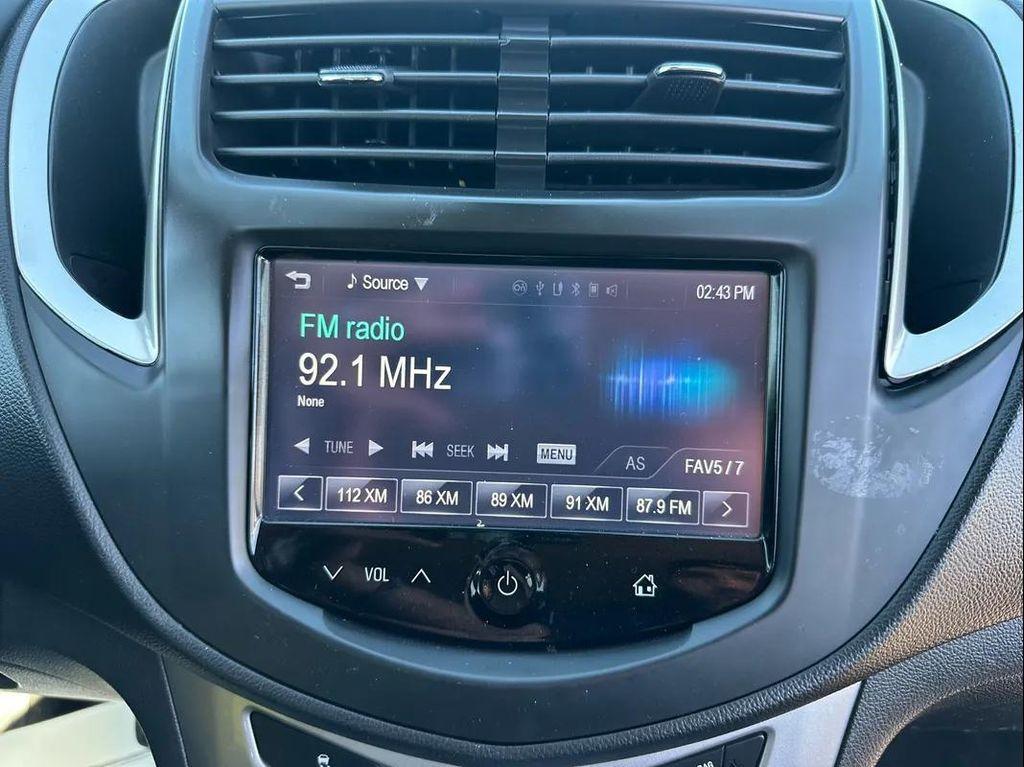 Source 02:43 PM
FM radio
92.1 MHz
None
TUNE SEEK MENU AS FAV5 / 7
112 XM 86 XM 89 XM 91 XM 87.9 FM
VOL